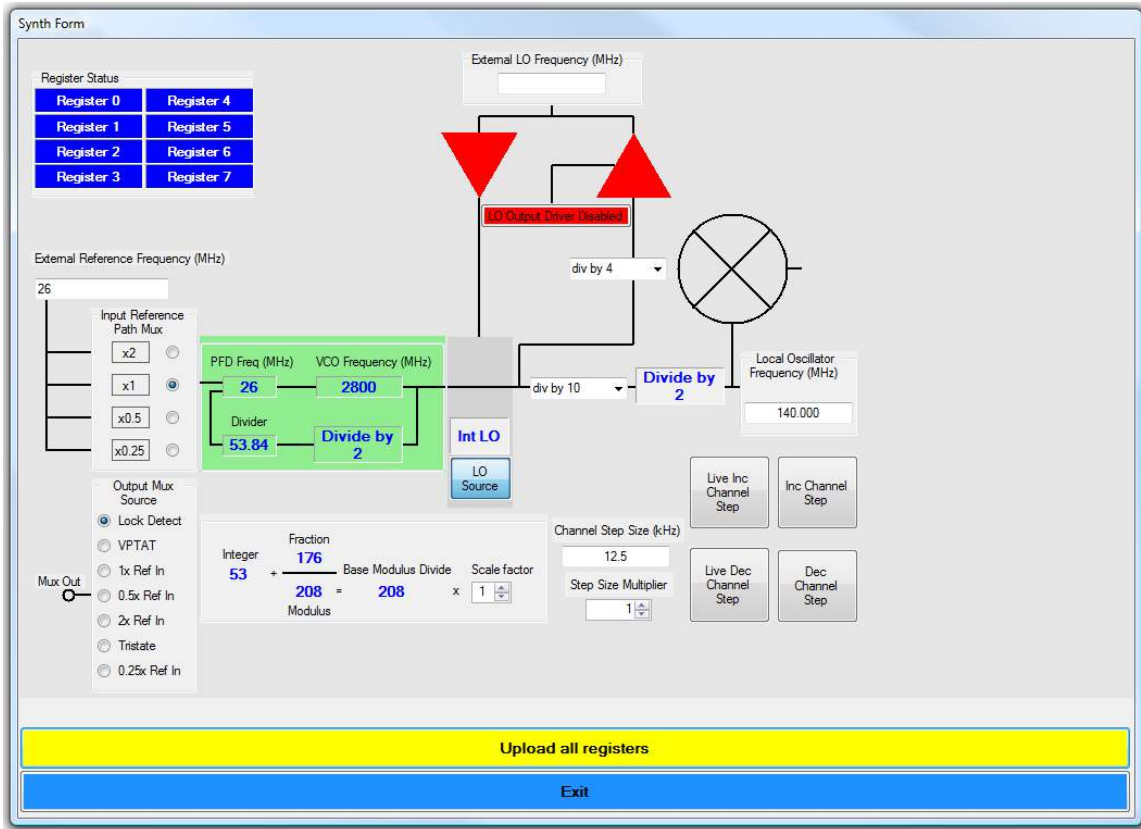 Synth Form
Register Status
Register 0 Register 4
Register 1 Register 5
Register 2 Register 6
Register 3 Register 7
External LO Frequency (MHz)
LO Output Driver Disabled
div by 4
External Reference Frequency (MHz)
26
Input Reference
Path Mux
x2
x1
x0.5
x0.25
PFD Freq (MHz) VCO Frequency (MHz)
26 2800
Divider
53.84
Divide by
2
Int LO
LO
Source
div by 10
Divide by
2
Local Oscillator
Frequency (MHz)
140.000
Output Mux
Source
Lock Detect
VPTAT
1x Ref In
0.5x Ref In
2x Ref In
Tristate
0.25x Ref In
Mux Out
Integer
53
+
Fraction
176
208
Modulus
=
Base Modulus Divide
208
x
Scale factor
1
Channel Step Size (kHz)
12.5
Step Size Multiplier
1
Live Inc
Channel
Step
Inc Channel
Step
Live Dec
Channel
Step
Dec
Channel
Step
Upload all registers
Exit